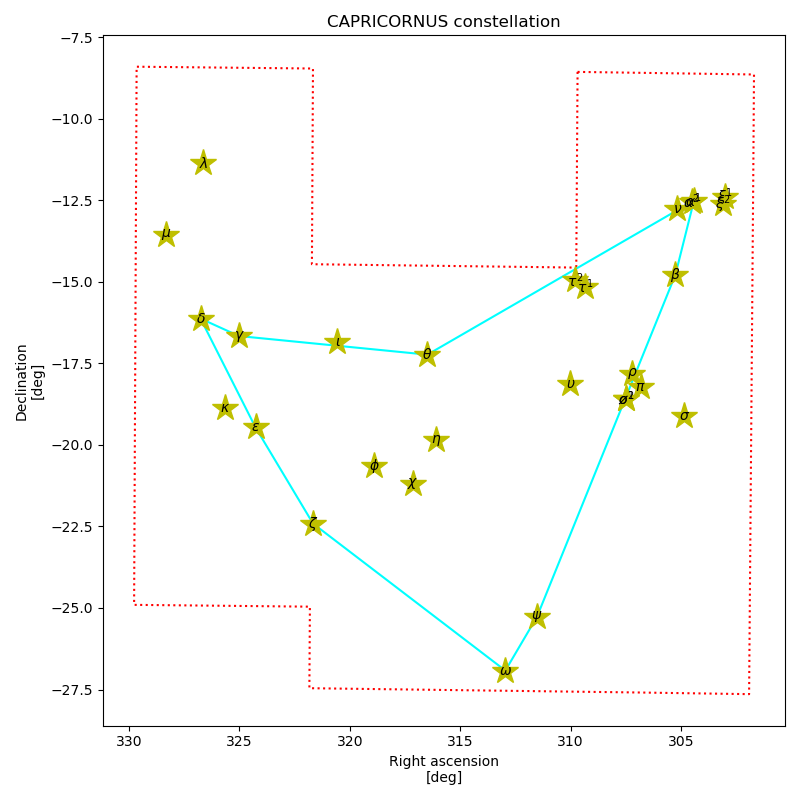 CAPRICORNUS constellation
−7.5
−10.0
−12.5
−15.0
−17.5
−20.0
−22.5
−25.0
−27.5
Declination
[deg]
λ
μ
δ
γ
ι
θ
κ
ε
η
ϕ
χ
ζ
ψ
ω
ν
β
τ²
τ¹
υ
ρ
π
σ
330
325
320
315
310
305
Right ascension
[deg]